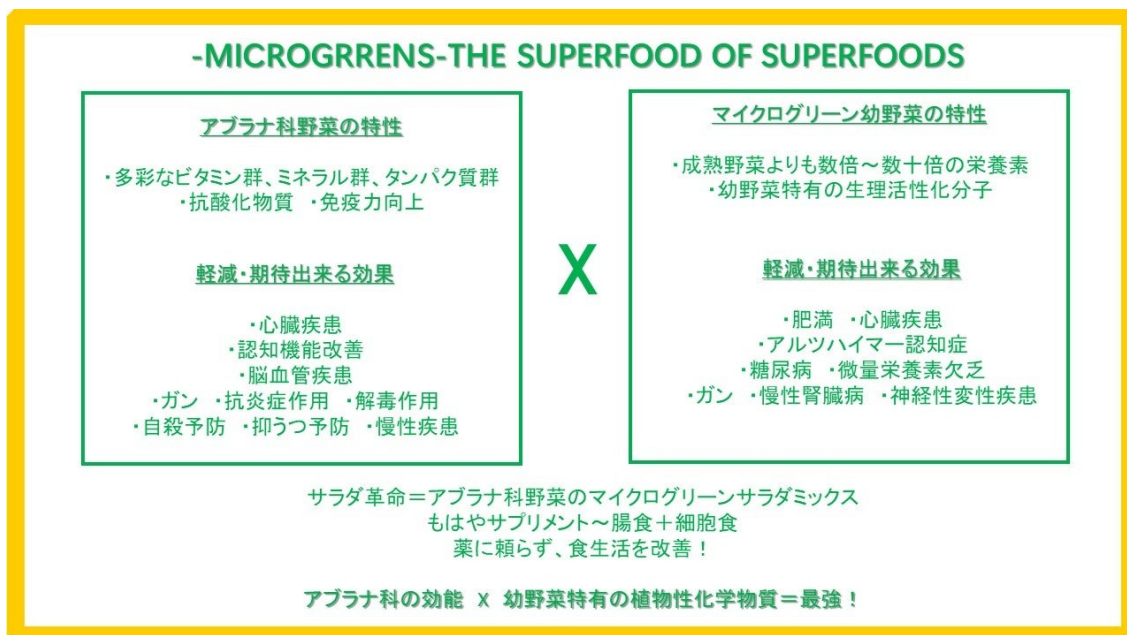 -MICROGRRENS-THE SUPERFOOD OF SUPERFOODS
アブラナ科野菜の特性
・多彩なビタミン群、ミネラル群、タンパク質群
・抗酸化物質 ・免疫力向上
軽減・期待出来る効果
・心臓疾患
・認知機能改善
・脳血管疾患
・ガン ・抗炎症作用 ・解毒作用
・自殺予防 ・抑うつ予防 ・慢性疾患
X
マイクログリーン幼野菜の特性
・成熟野菜よりも数倍～数十倍の栄養素
・幼野菜特有の生理活性化分子
軽減・期待出来る効果
・肥満 ・心臓疾患
・アルツハイマー認知症
・糖尿病 ・微量栄養素欠乏
・ガン ・慢性腎臓病 ・神経性変性疾患
サラダ革命＝アブラナ科野菜のマイクログリーンサラダミックス
もはやサプリメント～腸食＋細胞食
薬に頼らず、食生活を改善！
アブラナ科の効能 X 幼野菜特有の植物性化学物質＝最強！